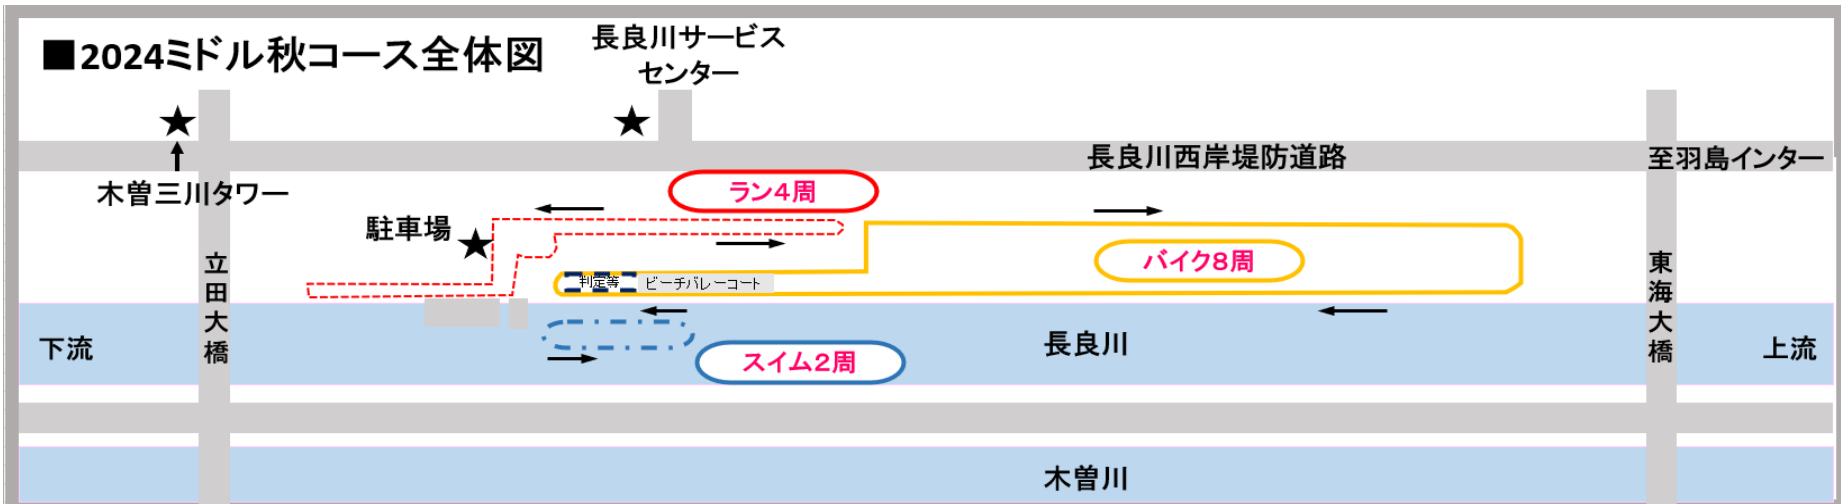 ■2024ミドル秋コース全体図
長良川サービス
センター
★
★
長良川西岸堤防道路
至羽島インター
木曽三川タワー
ラン4周
駐車場★
バイク8周
判定等
ビーチバレーコート
立田大橋
東海大橋
下流
長良川
上流
スイム2周
木曽川